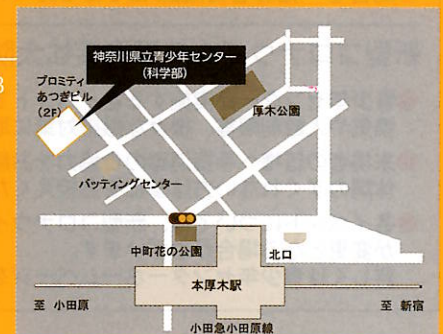 神奈川県立青少年センター
(科学部)
プロミティ
あつぎビル
(2F)
厚木公園
バッティングセンター
中町花の公園
北口
本厚木駅
至 小田原
至 新宿
小田急小田原線